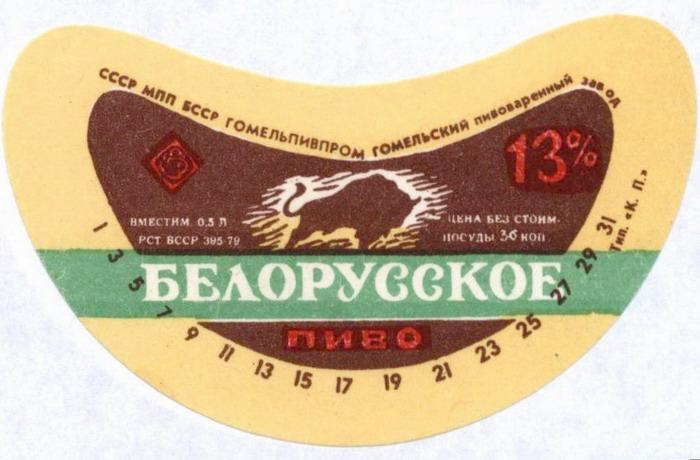 СССР МПП БССР ГОМЕЛЬПИВПРОМ ГОМЕЛЬСКИЙ пивоваренный завод
13%
ВМЕСТИМ. 0,5 Л
РСТ БССР 395-79
ЦЕНА БЕЗ СТОИМ.
ПОСУДЫ 36 КОП
БЕЛОРУССКОЕ
ПИВО
1 3 5 7 9 11 13 15 17 19 21 23 25 27 29 31
Тип. «К. П.»